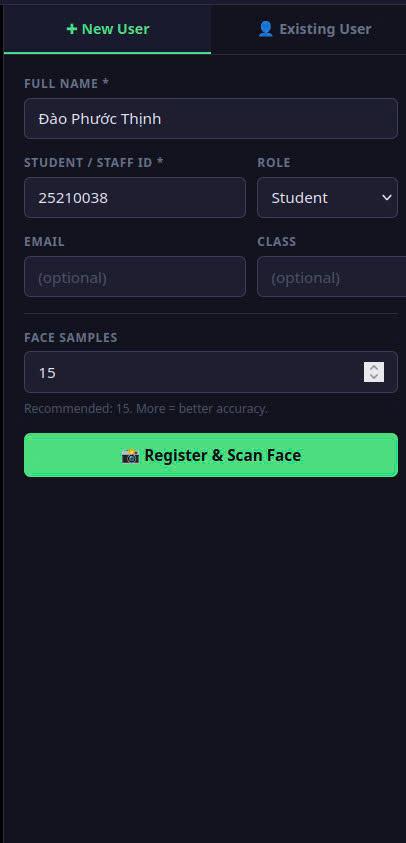 + New User
Existing User
FULL NAME *
Đào Phước Thịnh
STUDENT / STAFF ID *
ROLE
25210038
Student
EMAIL
CLASS
(optional)
(optional)
FACE SAMPLES
15
Recommended: 15. More = better accuracy.
Register & Scan Face